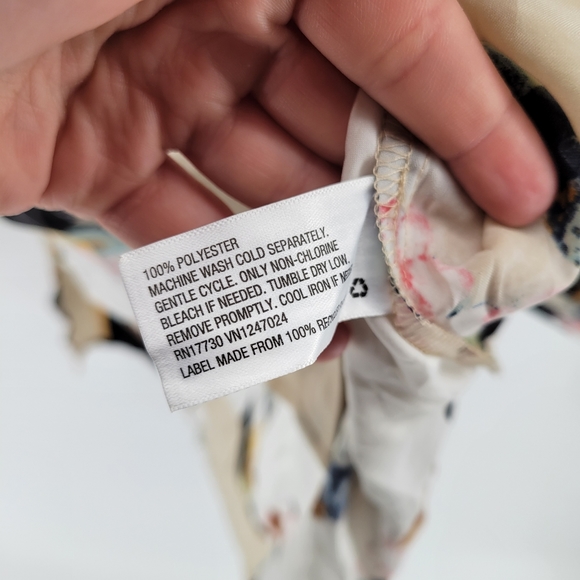 100% POLYESTER
MACHINE WASH COLD SEPARATELY.
GENTLE CYCLE. ONLY NON-CHLORINE
BLEACH IF NEEDED. TUMBLE DRY LOW.
REMOVE PROMPTLY. COOL IRON IF
RN17730 VN1247024
LABEL MADE FROM 100%